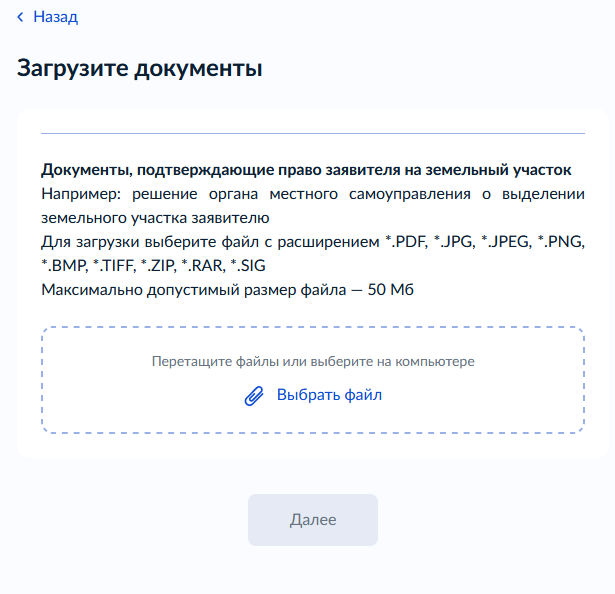 Назад
Загрузите документы
Документы, подтверждающие право заявителя на земельный участок
Например: решение органа местного самоуправления о выделении
земельного участка заявителю
Для загрузки выберите файл с расширением *.PDF, *.JPG, *.JPEG, *.PNG,
*.BMP, *.TIFF, *.ZIP, *.RAR, *.SIG
Максимально допустимый размер файла — 50 Мб
Перетащите файлы или выберите на компьютере
Выбрать файл
Далее